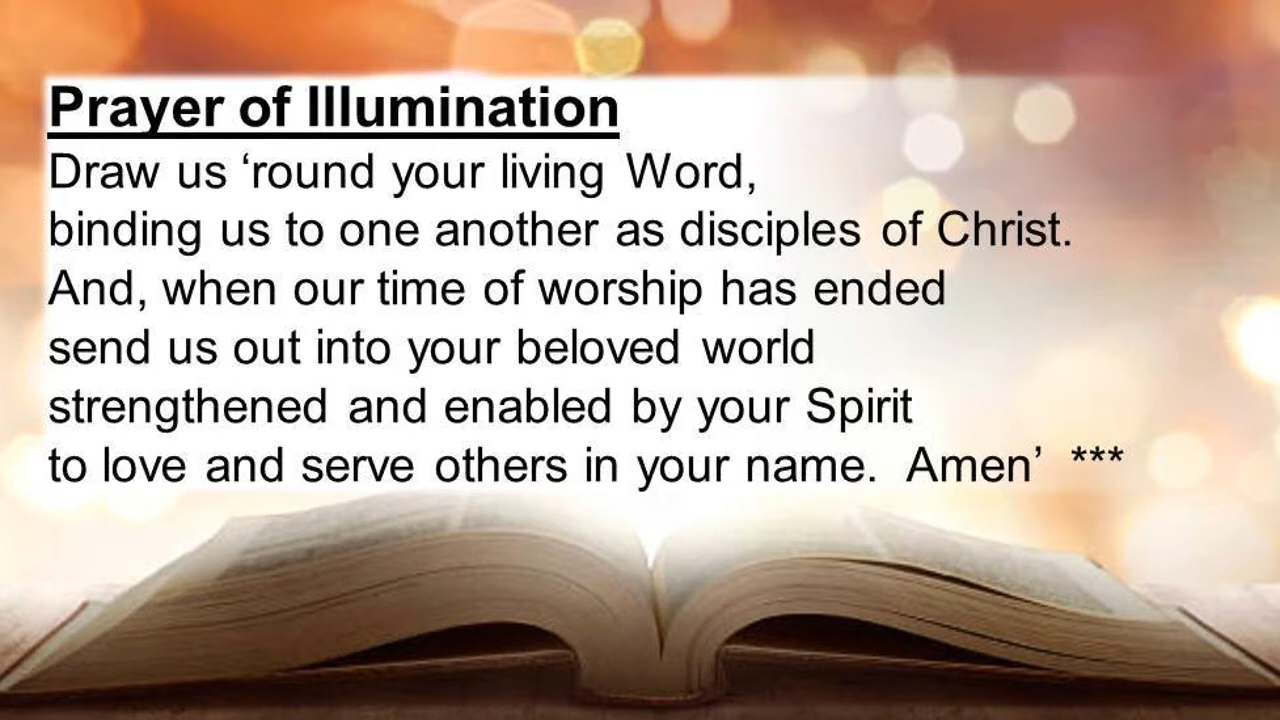 Prayer of Illumination
Draw us ‘round your living Word,
binding us to one another as disciples of Christ.
And, when our time of worship has ended
send us out into your beloved world
strengthened and enabled by your Spirit
to love and serve others in your name.  Amen’  ***